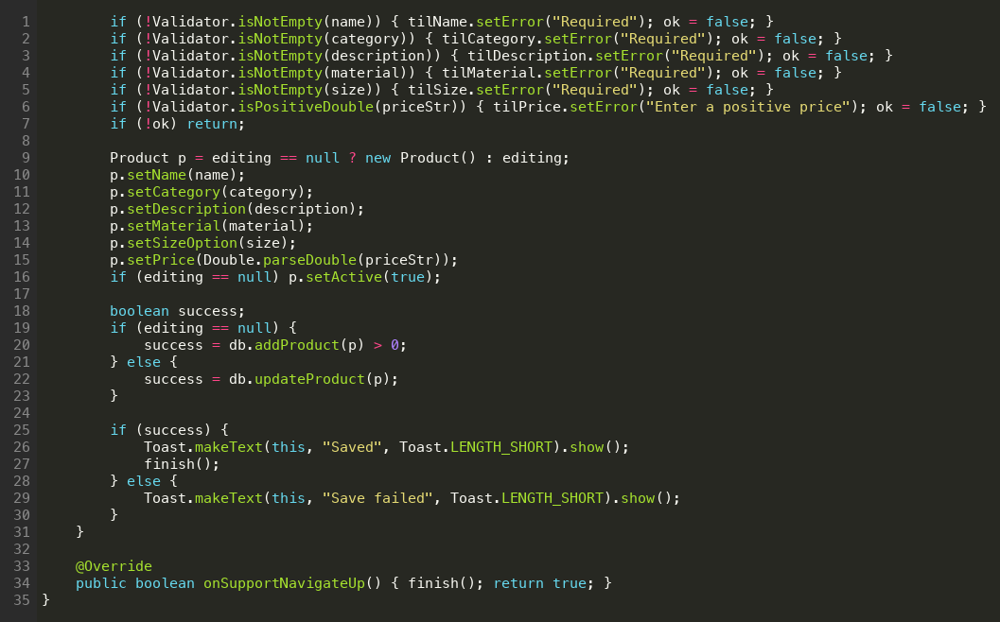 1 if (!Validator.isNotEmpty(name)) { tilName.setError("Required"); ok = false; }
2 if (!Validator.isNotEmpty(category)) { tilCategory.setError("Required"); ok = false; }
3 if (!Validator.isNotEmpty(description)) { tilDescription.setError("Required"); ok = false; }
4 if (!Validator.isNotEmpty(material)) { tilMaterial.setError("Required"); ok = false; }
5 if (!Validator.isNotEmpty(size)) { tilSize.setError("Required"); ok = false; }
6 if (!Validator.isPositiveDouble(priceStr)) { tilPrice.setError("Enter a positive price"); ok = false; }
7 if (!ok) return;
8
9 Product p = editing == null ? new Product() : editing;
10 p.setName(name);
11 p.setCategory(category);
12 p.setDescription(description);
13 p.setMaterial(material);
14 p.setSizeOption(size);
15 p.setPrice(Double.parseDouble(priceStr));
16 if (editing == null) p.setActive(true);
17
18 boolean success;
19 if (editing == null) {
20 success = db.addProduct(p) > 0;
21 } else {
22 success = db.updateProduct(p);
23 }
24
25 if (success) {
26 Toast.makeText(this, "Saved", Toast.LENGTH_SHORT).show();
27 finish();
28 } else {
29 Toast.makeText(this, "Save failed", Toast.LENGTH_SHORT).show();
30 }
31 }
32
33 @Override
34 public boolean onSupportNavigateUp() { finish(); return true; }
35 }